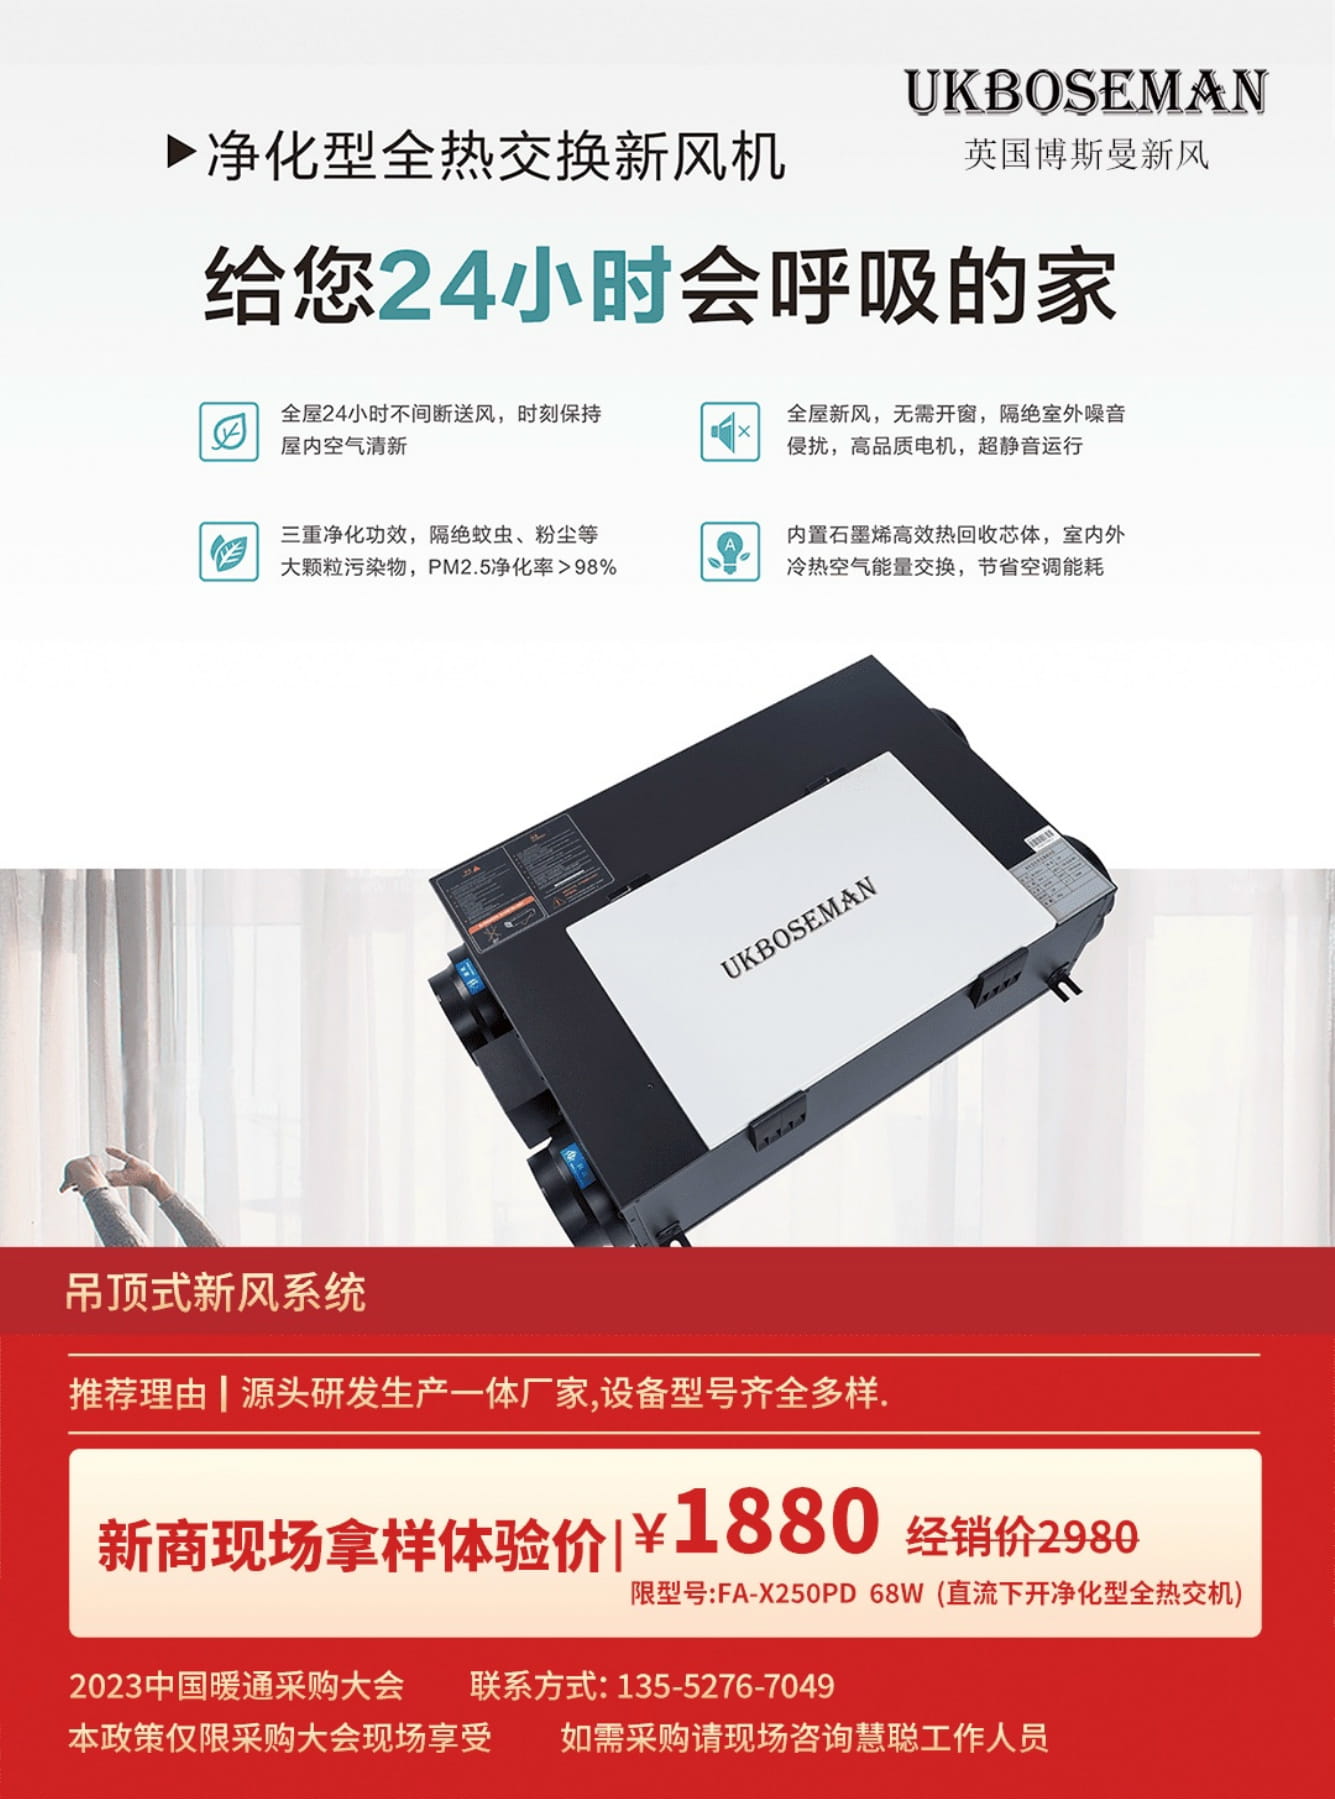 UKBOSEMAN
英国博斯曼新风
净化型全热交换新风机
给您24小时会呼吸的家
全屋24小时不间断送风，时刻保持
屋内空气清新
全屋新风，无需开窗，隔绝室外噪音
侵扰，高品质电机，超静音运行
三重净化功效，隔绝蚊虫、粉尘等
大颗粒污染物，PM2.5净化率＞98%
A
内置石墨烯高效热回收芯体，室内外
冷热空气能量交换，节省空调能耗
UKBOSEMAN
吊顶式新风系统
推荐理由|源头研发生产一体厂家,设备型号齐全多样.
新商现场拿样体验价|¥1880 经销价2980
限型号:FA-X250PD 68W (直流下开净化型全热交机)
2023中国暖通采购大会 联系方式: 135-5276-7049
本政策仅限采购大会现场享受 如需采购请现场咨询慧聪工作人员